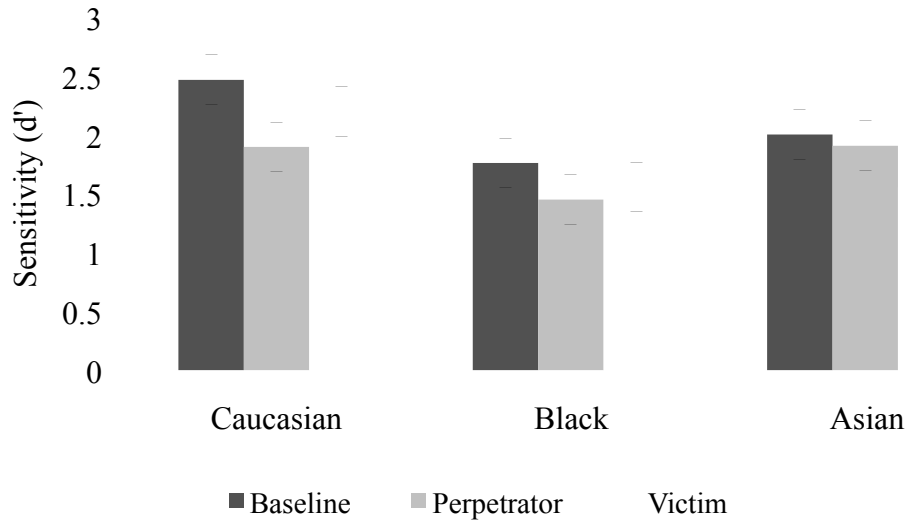 3
2.5
2
1.5
1
0.5
0
Sensitivity (d')
Caucasian Black Asian
Baseline Perpetrator Victim